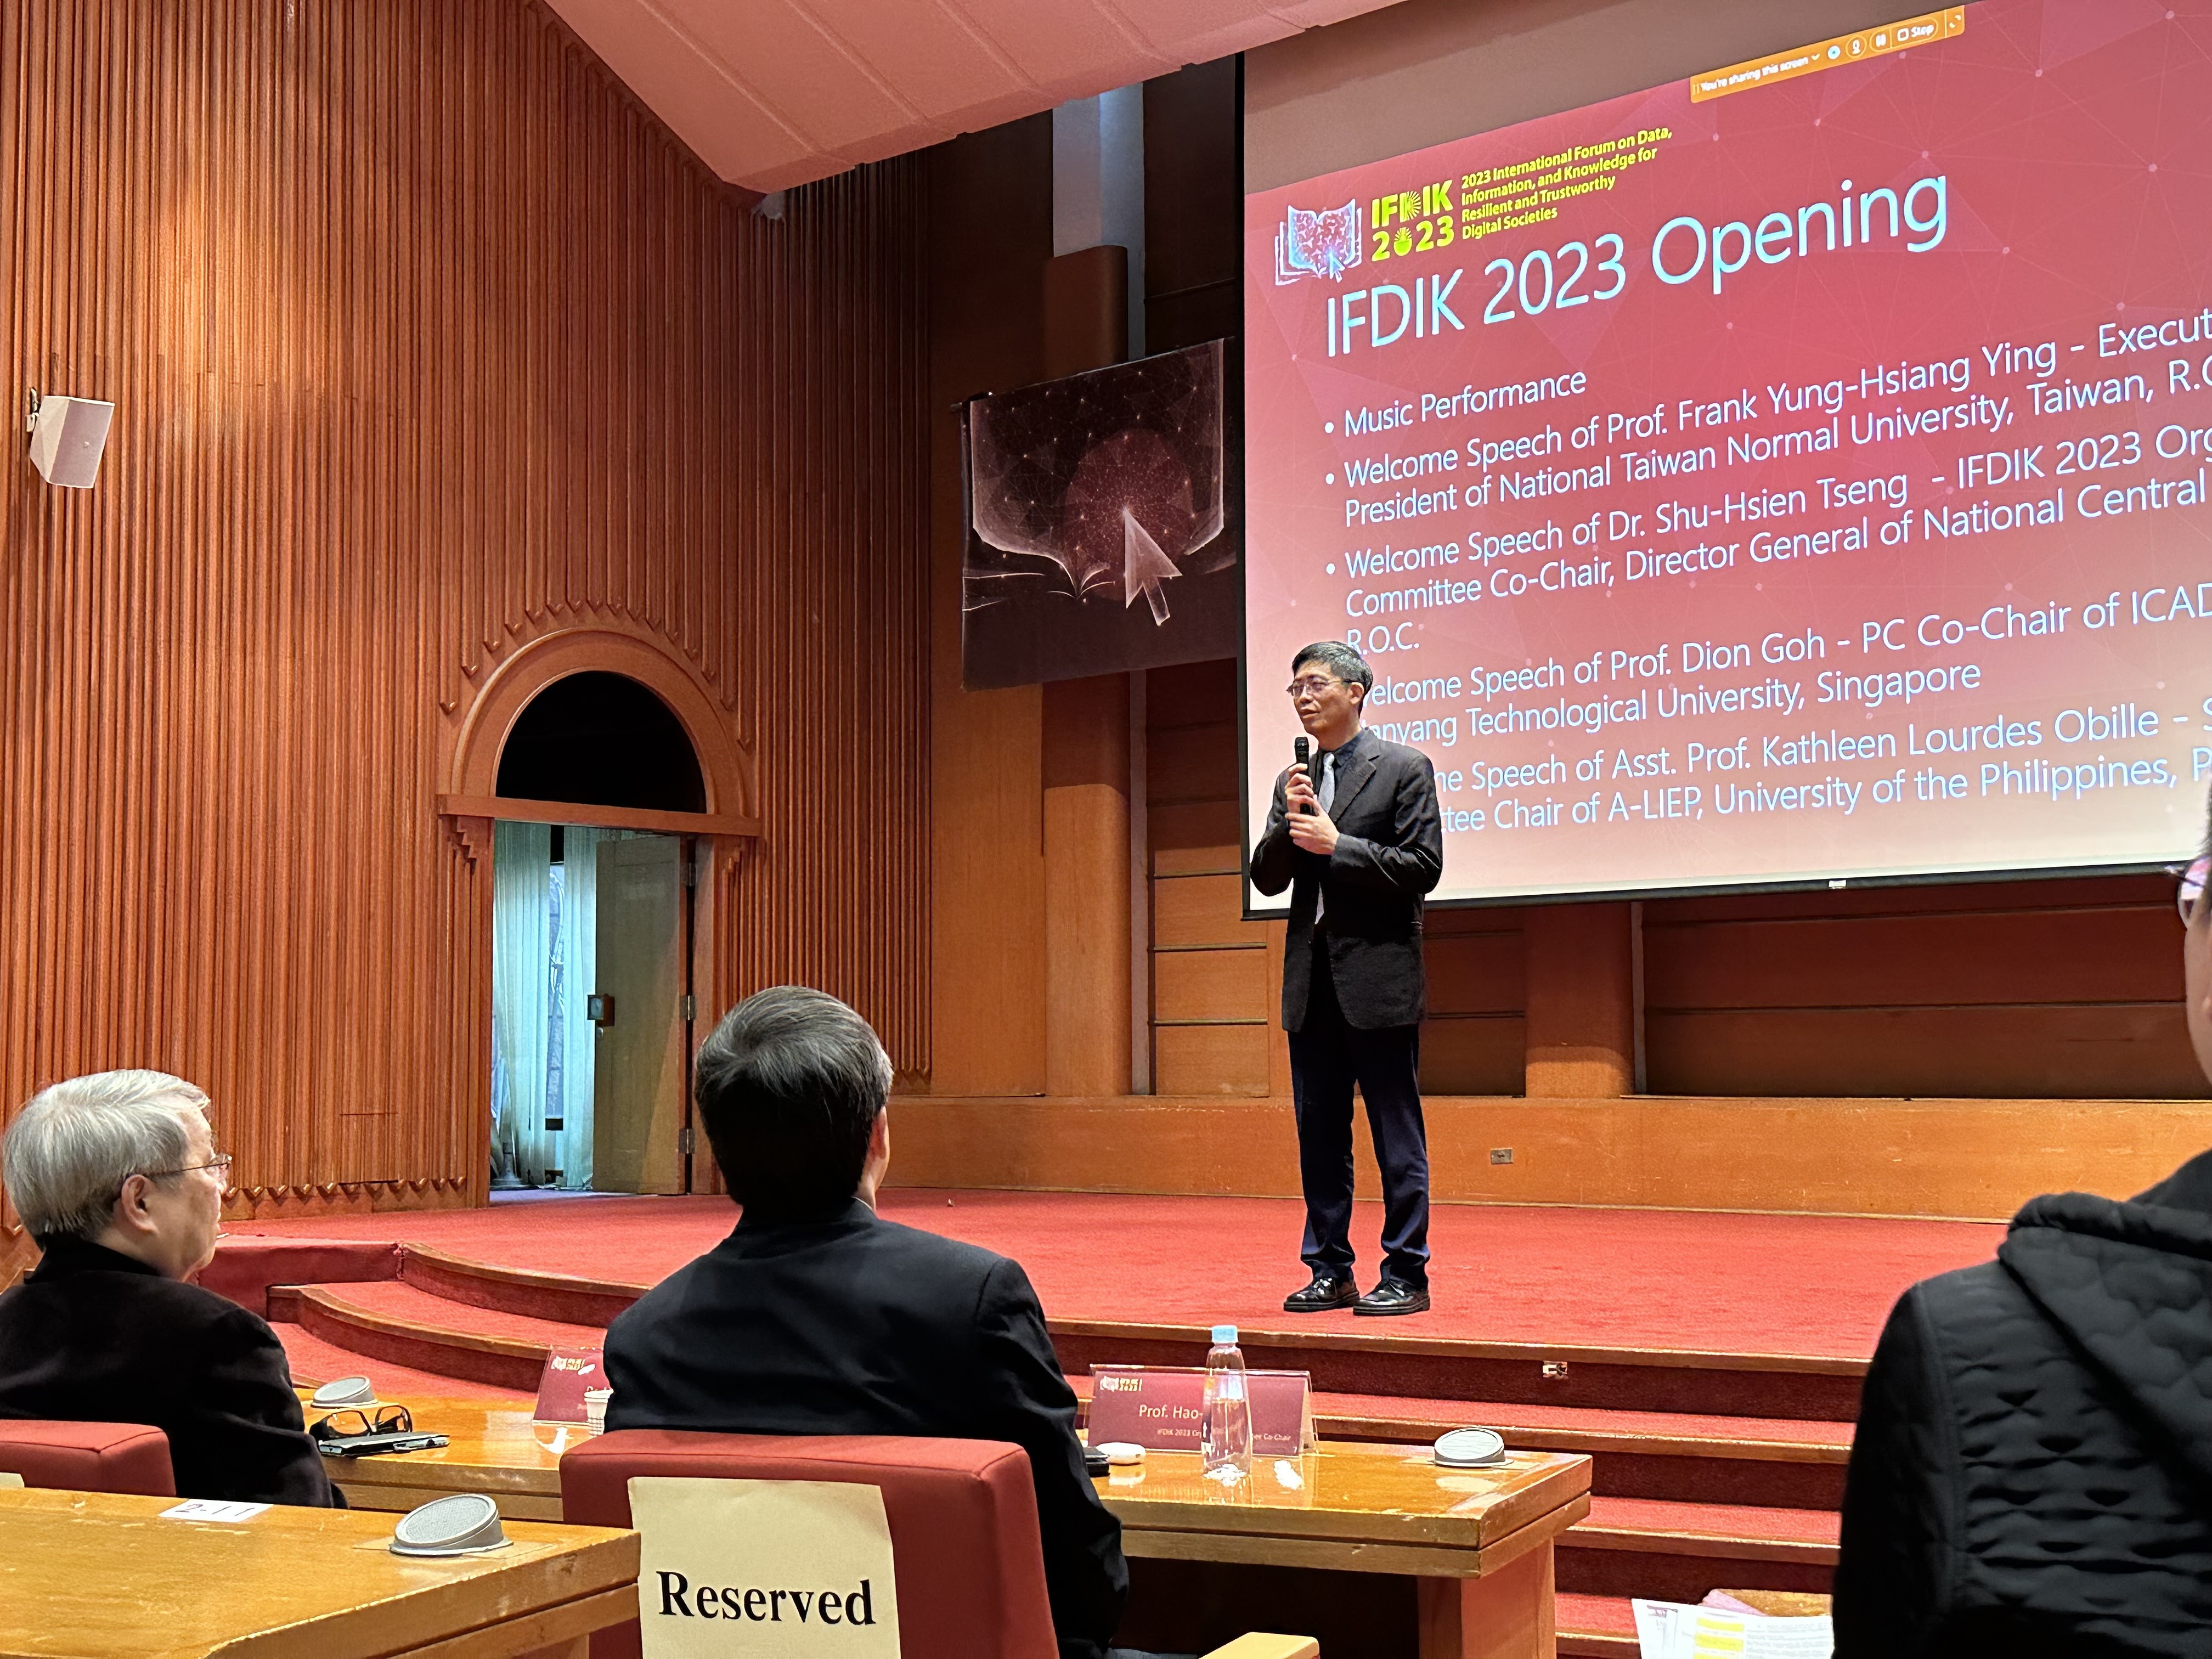 You're sharing this screen
Stop
IFDIK
2023
2023 International Forum on Data,
Information, and Knowledge for
Resilient and Trustworthy
Digital Societies
IFDIK 2023 Opening
• Music Performance
• Welcome Speech of Prof. Frank Yung-Hsiang Ying - Execut
President of National Taiwan Normal University, Taiwan, R.O
• Welcome Speech of Dr. Shu-Hsien Tseng - IFDIK 2023 Org
Committee Co-Chair, Director General of National Central
R.O.C.
elcome Speech of Prof. Dion Goh - PC Co-Chair of ICAD
anyang Technological University, Singapore
me Speech of Asst. Prof. Kathleen Lourdes Obille - S
ttee Chair of A-LIEP, University of the Philippines, P
Prof. Hao-
IFDIK 2023 Co-Chair
2-11
Reserved